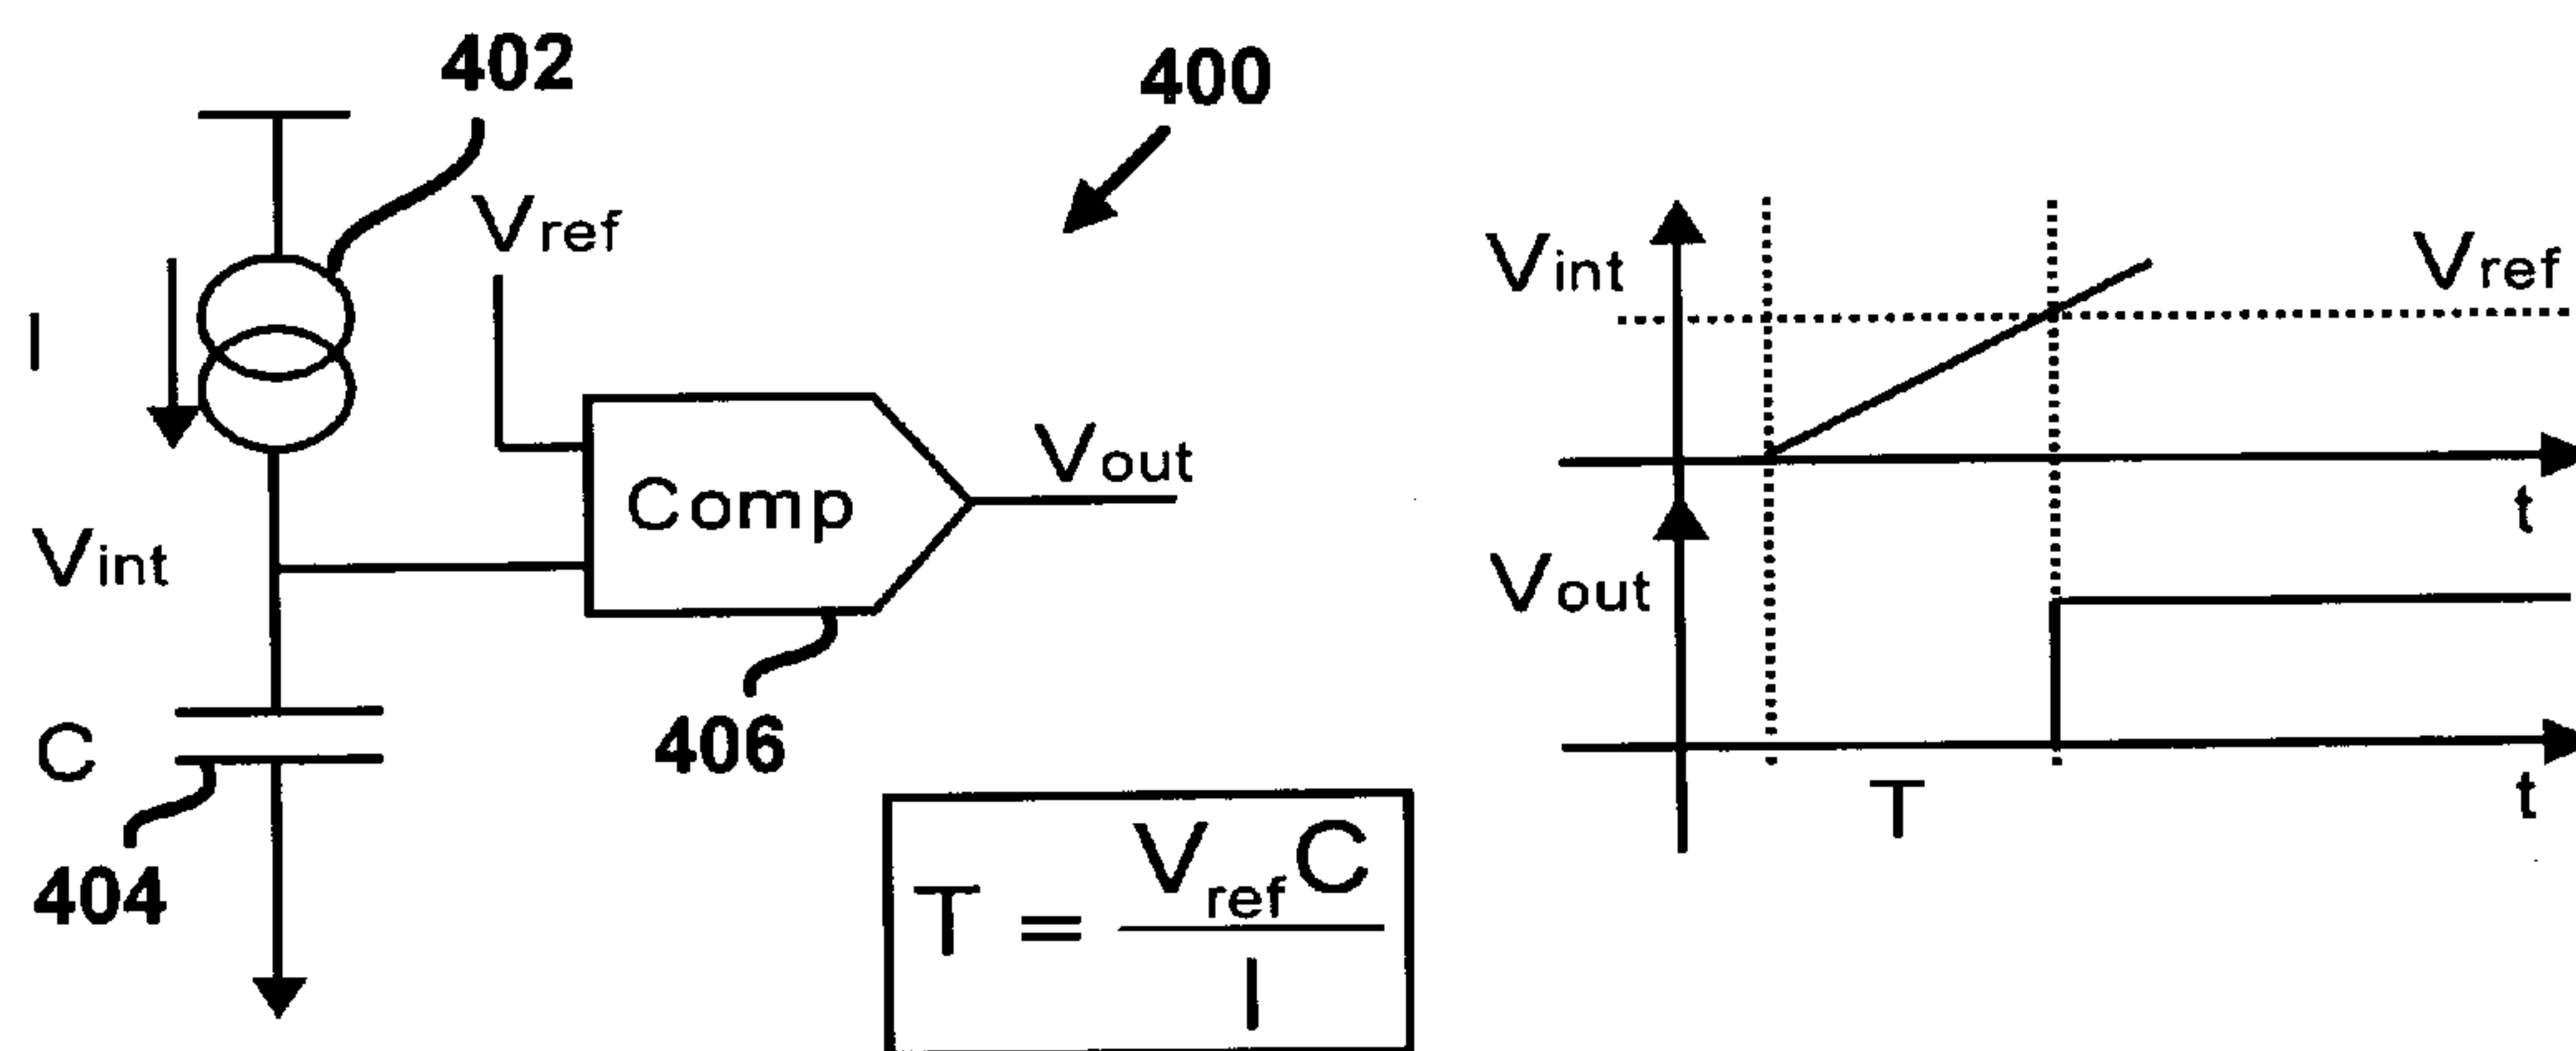 402
400
Vref
I
Vint
Vref
Comp
Vout
t
Vint
Vout
C
406
T
t
404
T = VrefC / I